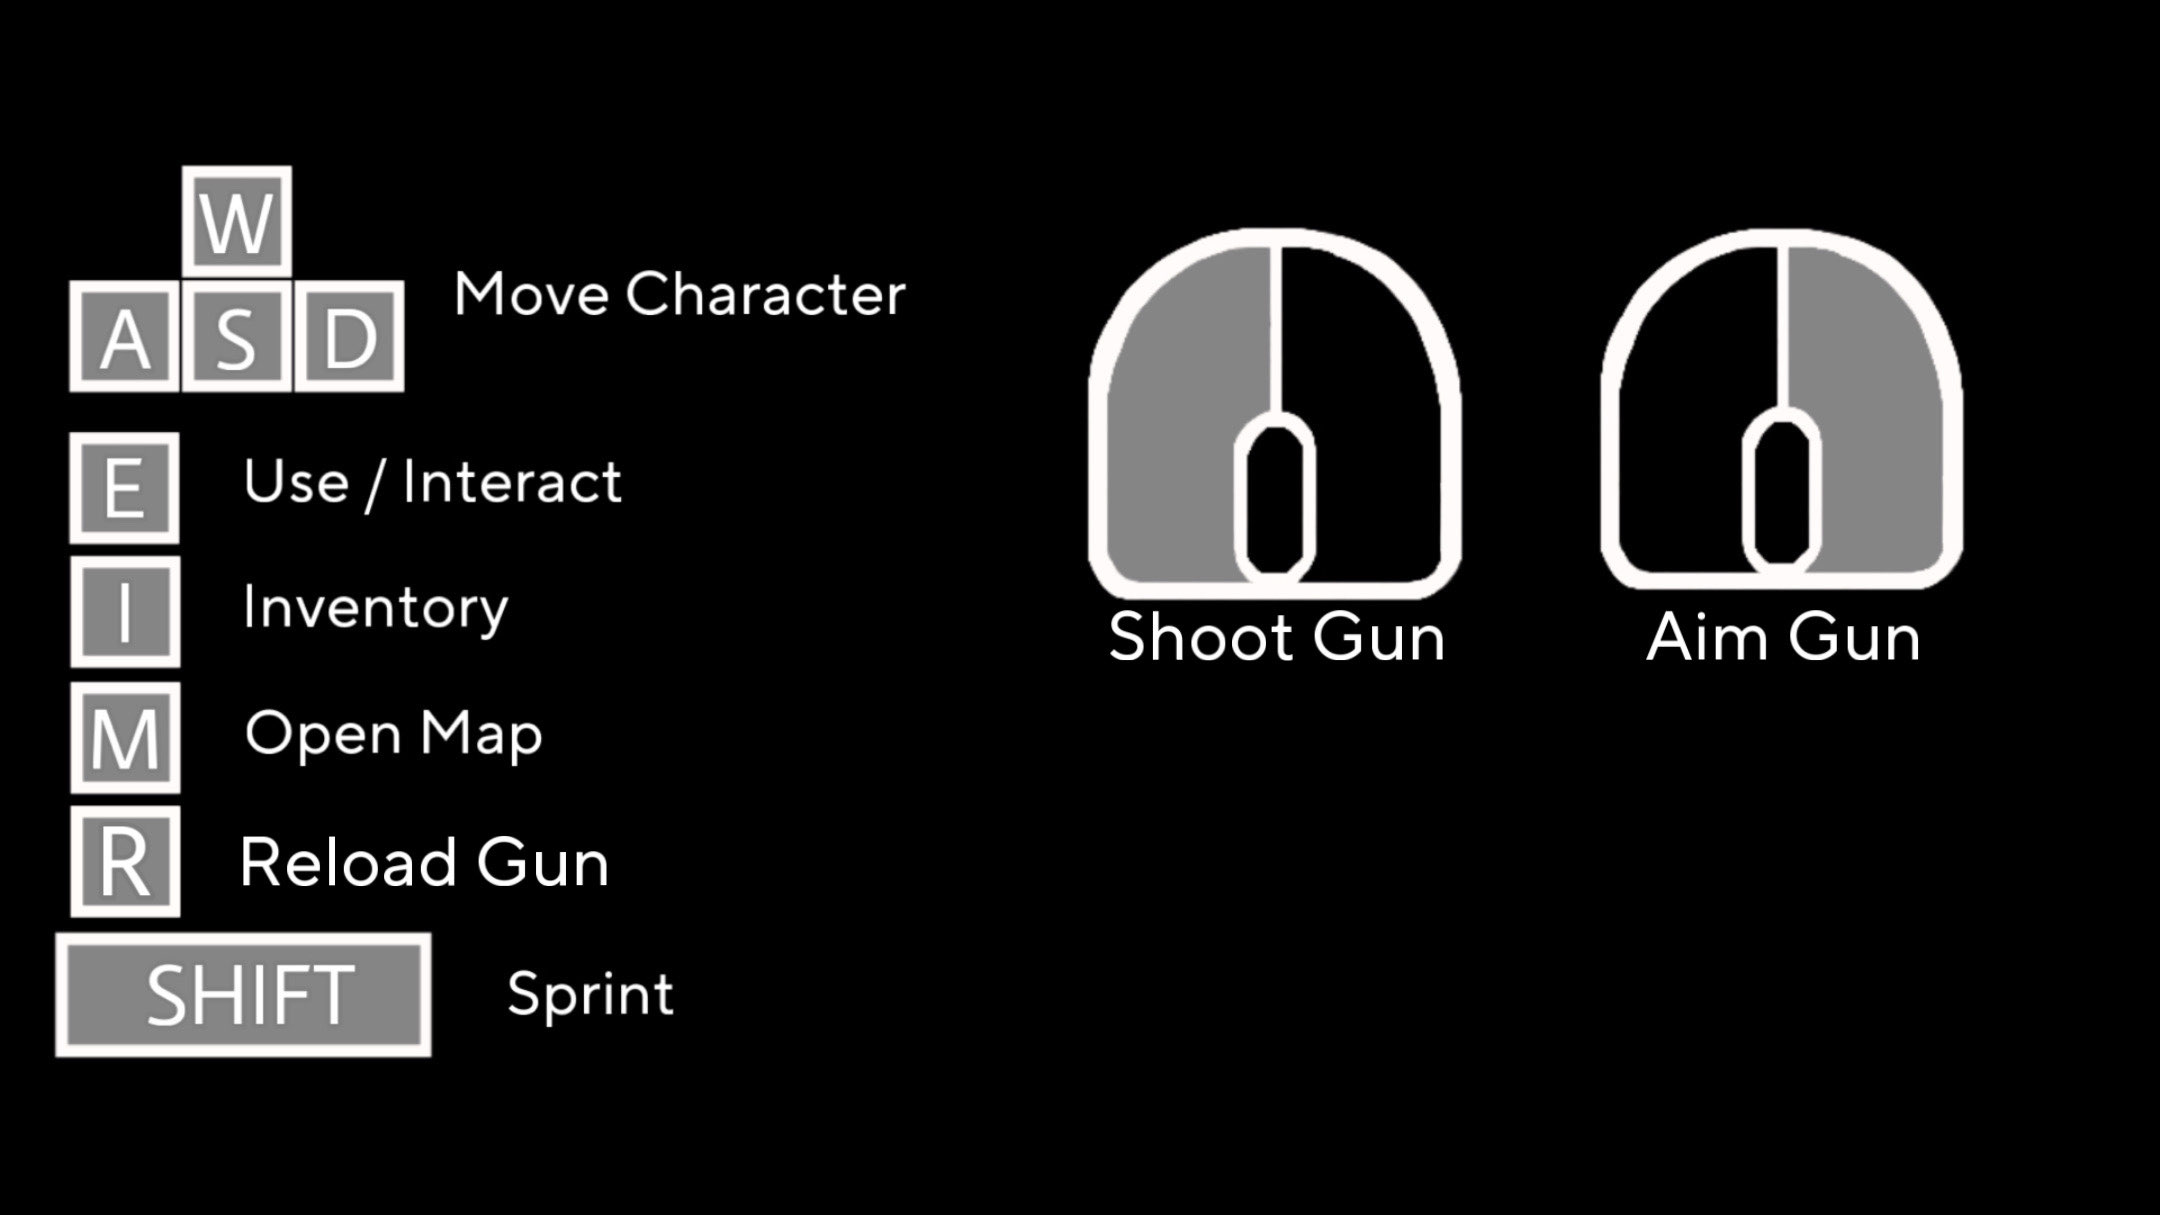 W
A S D
Move Character
E Use / Interact
I Inventory
M Open Map
R Reload Gun
SHIFT Sprint
Shoot Gun
Aim Gun